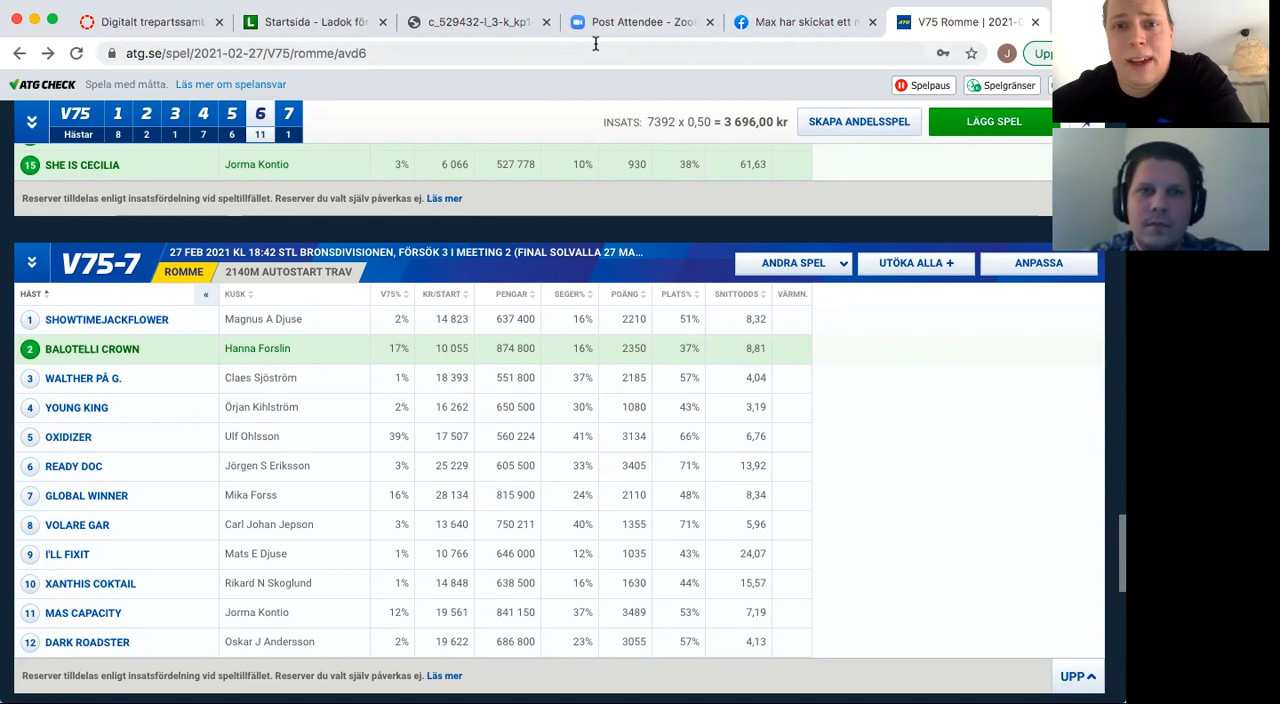 Digitalt trepartssam
Startsida - Ladok för
c_529432-l_3-k_kp1-
Post Attendee - Zoo
Max har skickat ett m
V75 Romme | 2021-0
atg.se/spel/2021-02-27/V75/romme/avd6
J
Upp
ATG CHECK Spela med måtta. Läs mer om spelansvar
Spelpaus
Spelgränser
V75 1 2 3 4 5 6 7
Hästar 8 2 1 7 6 11 1
INSATS: 7392 x 0,50 = 3 696,00 kr
SKAPA ANDELSSPEL
LÄGG SPEL
15 SHE IS CECILIA Jorma Kontio 3% 6 066 527 778 10% 930 38% 61,63
Reserver tilldelas enligt insatsfördelning vid speltillfället. Reserver du valt själv påverkas ej. Läs mer
V75-7
27 FEB 2021 KL 18:42 STL BRONSDIVISIONEN, FÖRSÖK 3 I MEETING 2 (FINAL SOLVALLA 27 MA...
ROMME 2140M AUTOSTART TRAV
ANDRA SPEL
UTÖKA ALLA +
ANPASSA
HÄST « KUSK V75% KR/START PENGAR SEGER% POÄNG PLATS% SNITTODDS VÄRMN.
1 SHOWTIMEJACKFLOWER Magnus A Djuse 2% 14 823 637 400 16% 2210 51% 8,32
2 BALOTELLI CROWN Hanna Forslin 17% 10 055 874 800 16% 2350 37% 8,81
3 WALTHER PÅ G. Claes Sjöström 1% 18 393 551 800 37% 2185 57% 4,04
4 YOUNG KING Örjan Kihlström 2% 16 262 650 500 30% 1080 43% 3,19
5 OXIDIZER Ulf Ohlsson 39% 17 507 560 224 41% 3134 66% 6,76
6 READY DOC Jörgen S Eriksson 3% 25 229 605 500 33% 3405 71% 13,92
7 GLOBAL WINNER Mika Forss 16% 28 134 815 900 24% 2110 48% 8,34
8 VOLARE GAR Carl Johan Jepson 3% 13 640 750 211 40% 1355 71% 5,96
9 I'LL FIXIT Mats E Djuse 1% 10 766 646 000 12% 1035 43% 24,07
10 XANTHIS COKTAIL Rikard N Skoglund 1% 14 848 638 500 16% 1630 44% 15,57
11 MAS CAPACITY Jorma Kontio 12% 19 561 841 150 37% 3489 53% 7,19
12 DARK ROADSTER Oskar J Andersson 2% 19 622 686 800 23% 3055 57% 4,13
Reserver tilldelas enligt insatsfördelning vid speltillfället. Reserver du valt själv påverkas ej. Läs mer
UPP